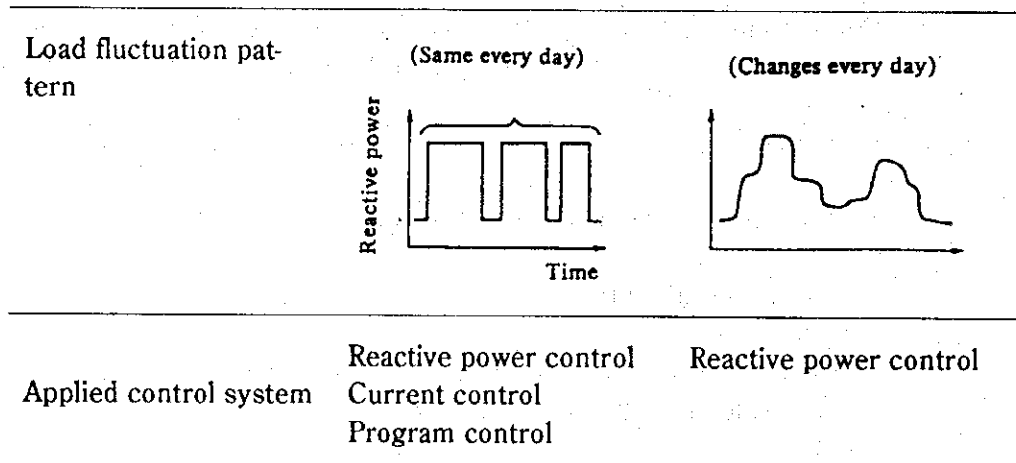 Load fluctuation pat-
tern
(Same every day)
(Changes every day)
Reactive power
Time
Applied control system
Reactive power control
Current control
Program control
Reactive power control